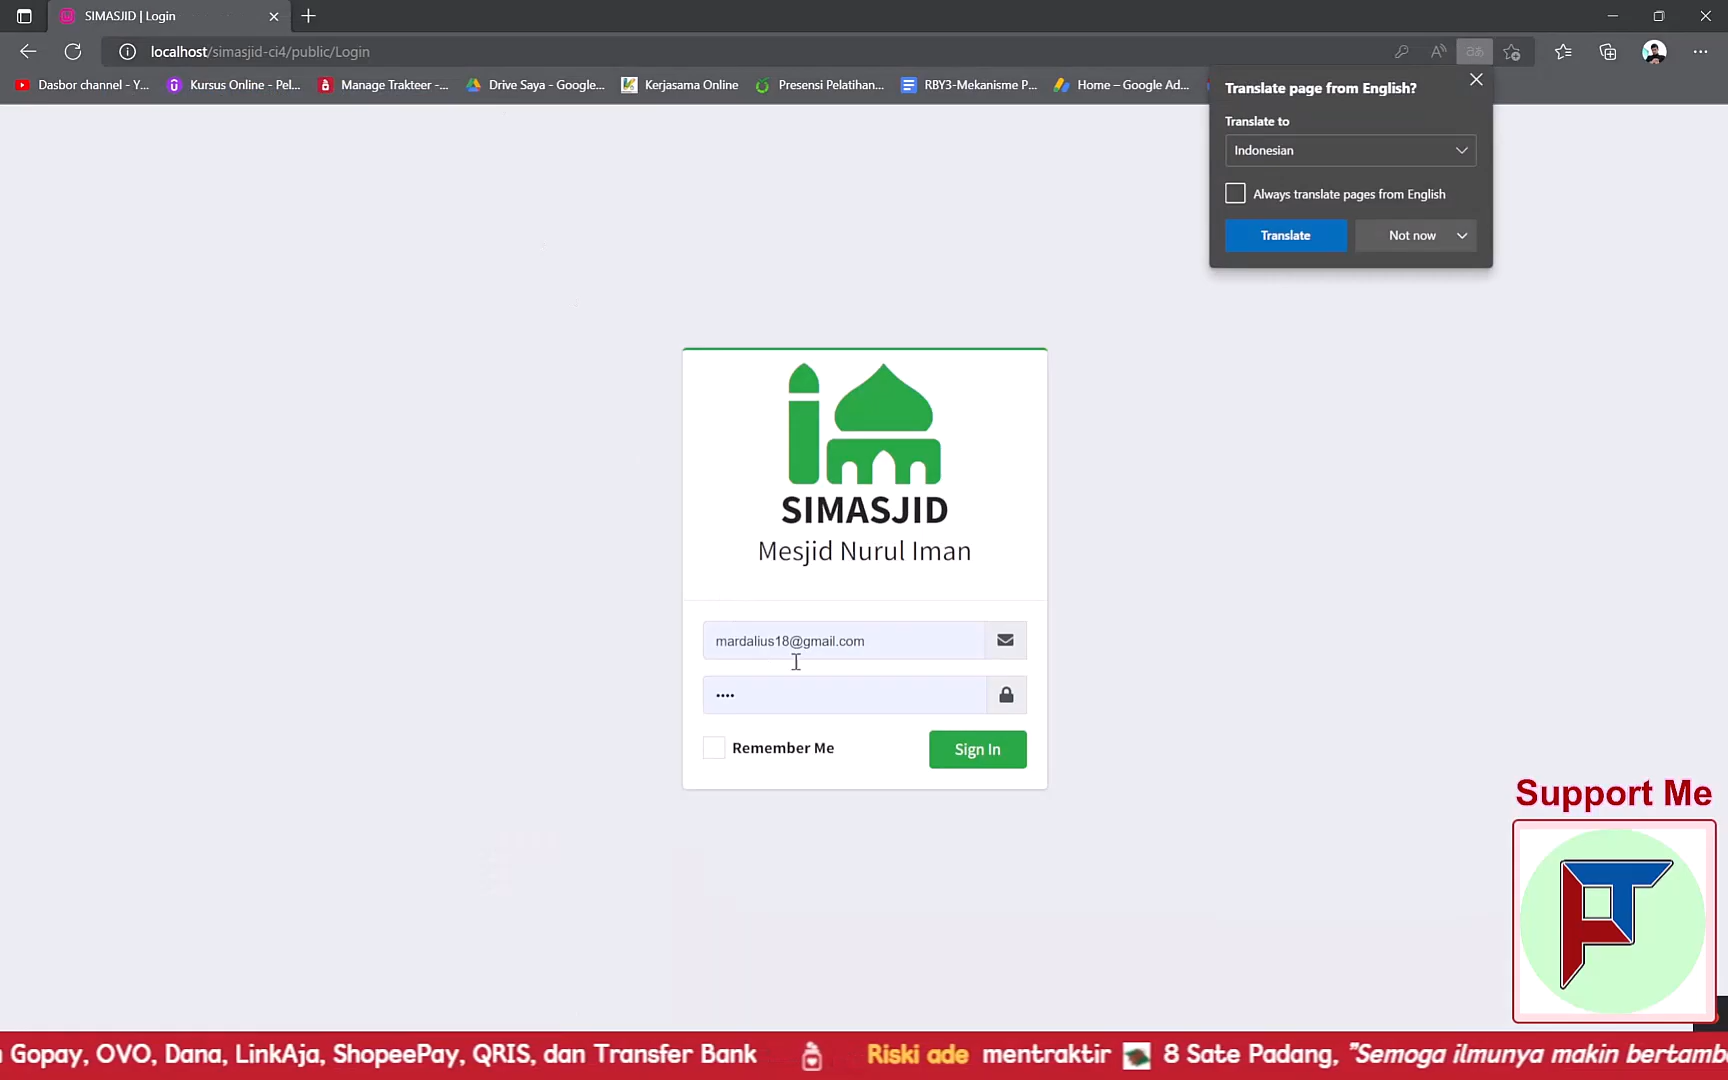 SIMASJID | Login
localhost/simasjid-ci4/public/Login
Dasbor channel - Y... Kursus Online - Pel... Manage Trakteer -... Drive Saya - Google... Kerjasama Online Presensi Pelatihan... RBY3-Mekanisme P... Home – Google Ad...
Translate page from English?
Translate to
Indonesian
Always translate pages from English
Translate Not now
SIMASJID
Mesjid Nurul Iman
mardalius18@gmail.com
••••
Remember Me Sign In
Support Me
Gopay, OVO, Dana, LinkAja, ShopeePay, QRIS, dan Transfer Bank Riski ade mentraktir 8 Sate Padang, "Semoga ilmunya makin bertamb